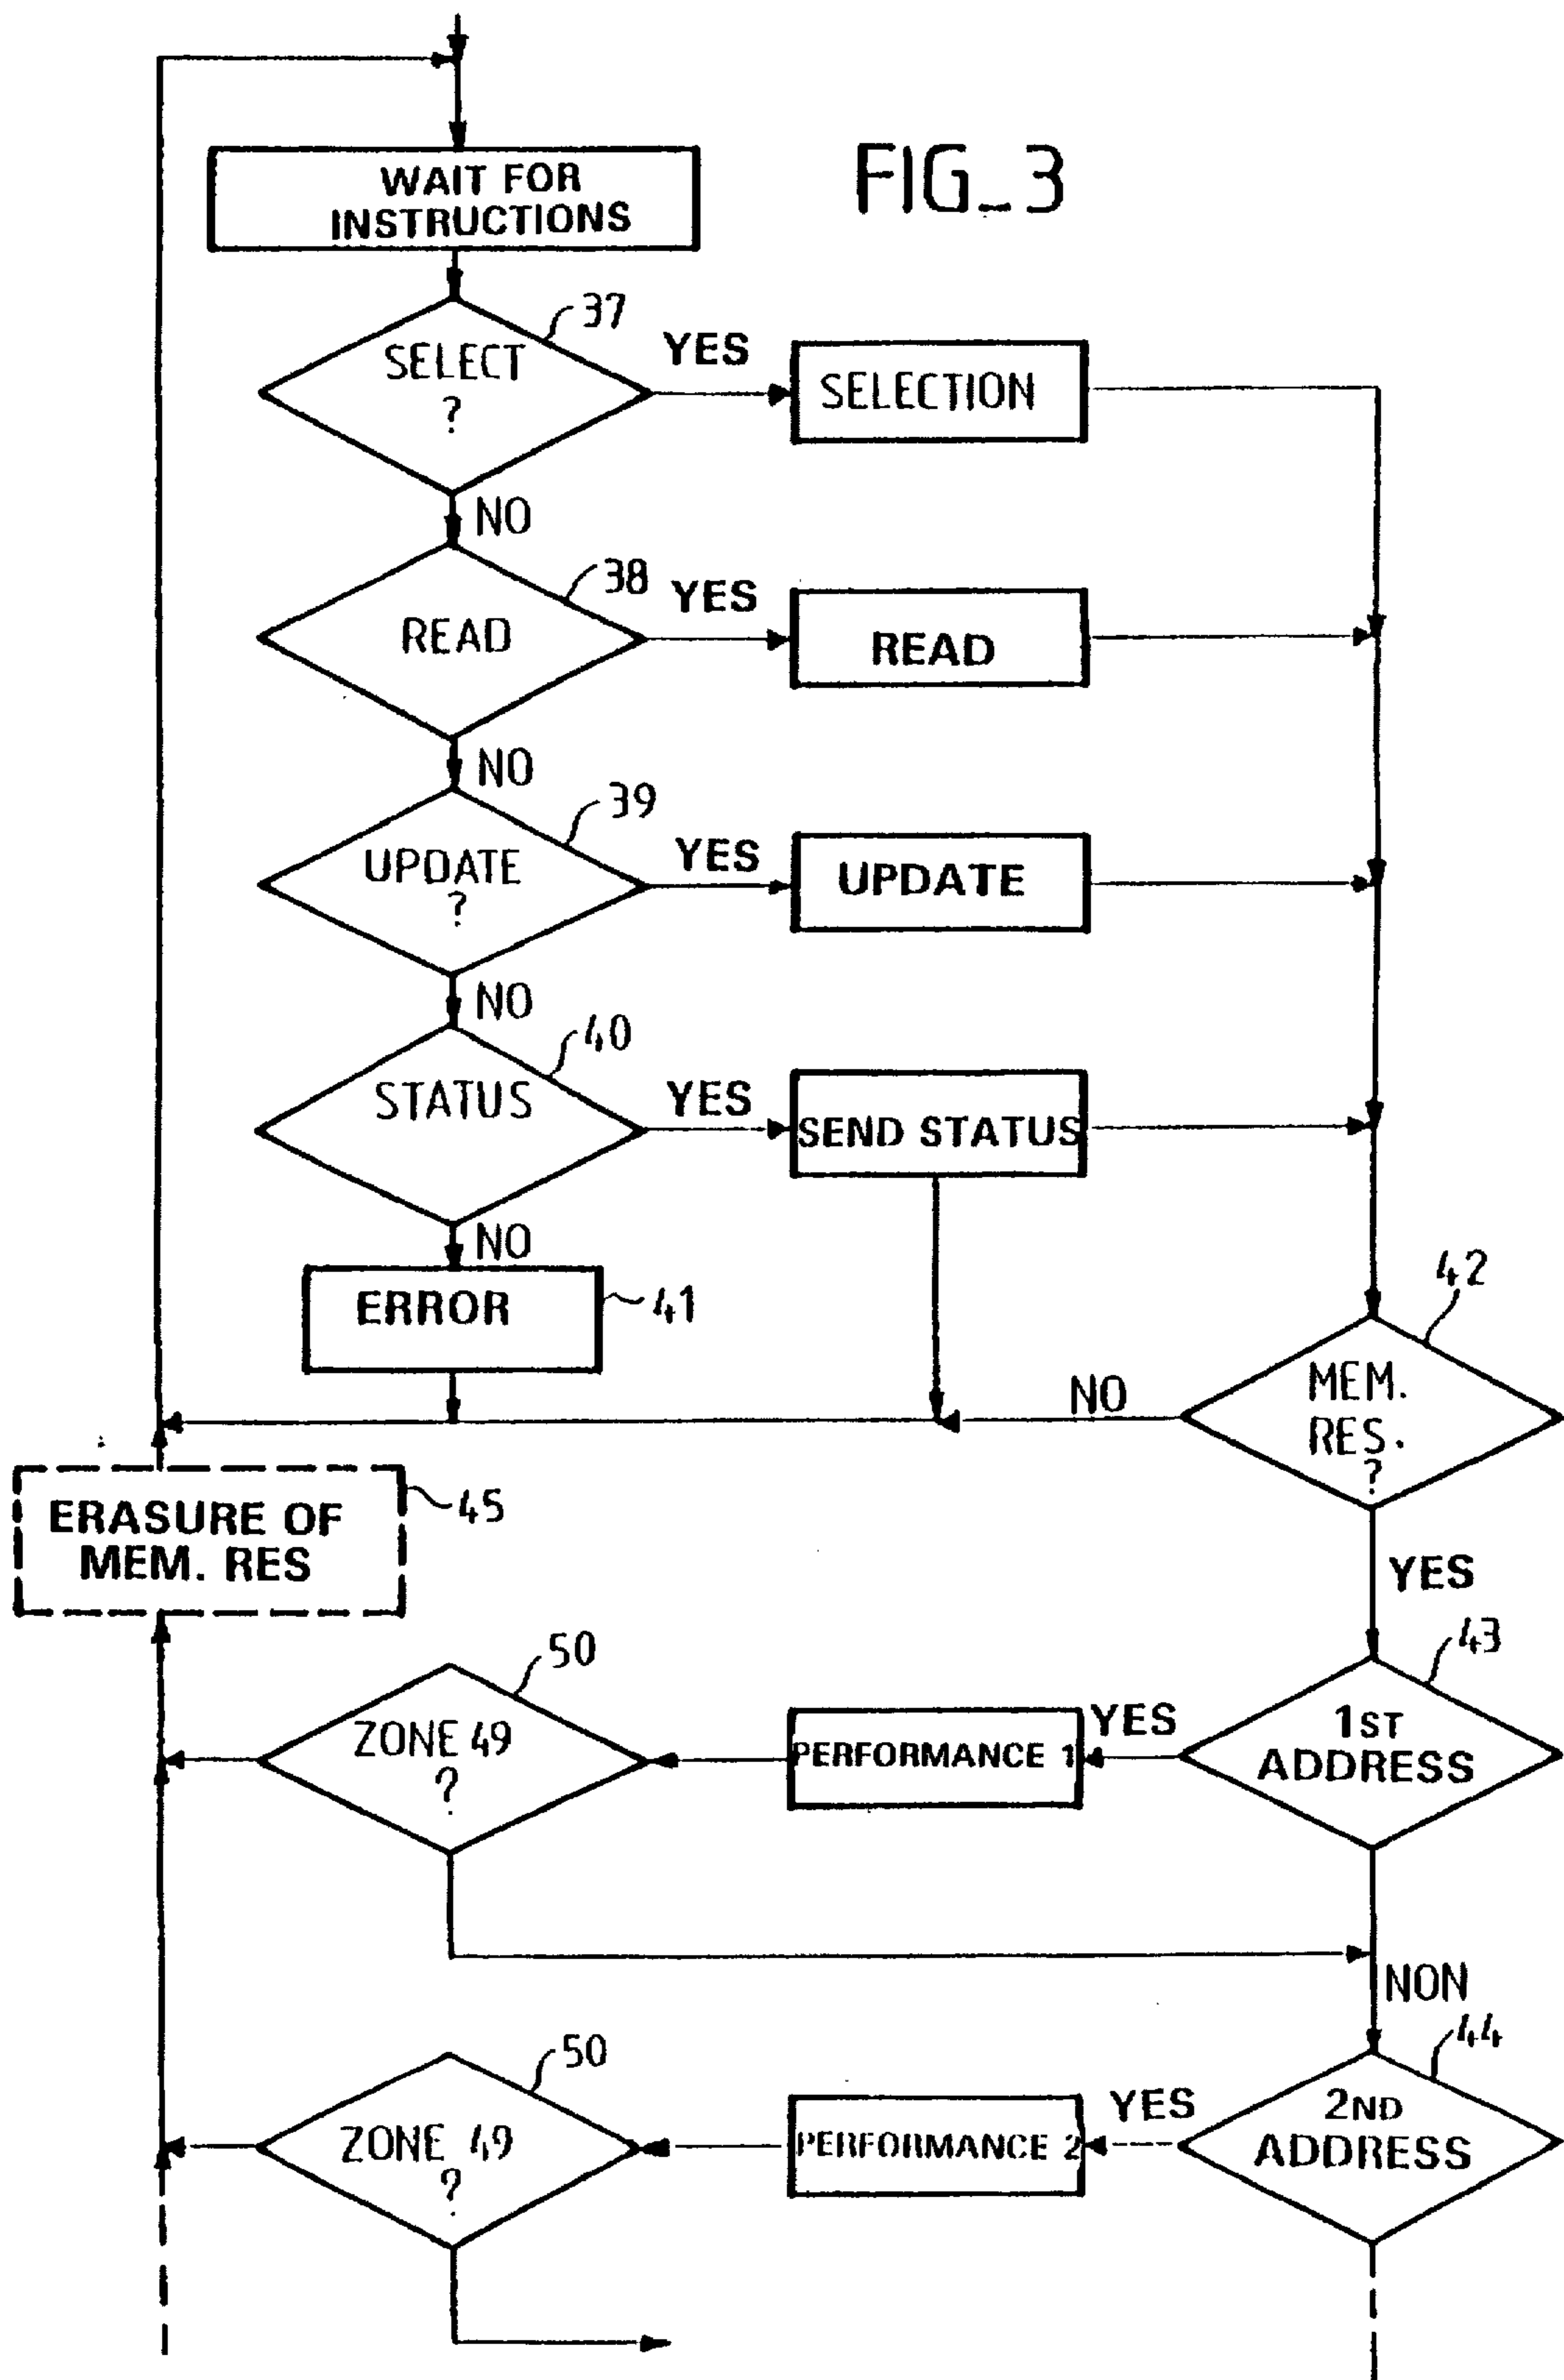 FIG_3
WAIT FOR
INSTRUCTIONS
37
SELECT
?
YES
SELECTION
NO
38
READ
YES
READ
NO
39
UPDATE
?
YES
UPDATE
NO
40
STATUS
YES
SEND STATUS
NO
ERROR
41
42
MEM.
RES.
?
NO
ERASURE OF
MEM. RES
45
YES
43
50
ZONE 49
?
PERFORMANCE 1
YES
1ST
ADDRESS
NON
44
50
ZONE 49
?
PERFORMANCE 2
YES
2ND
ADDRESS